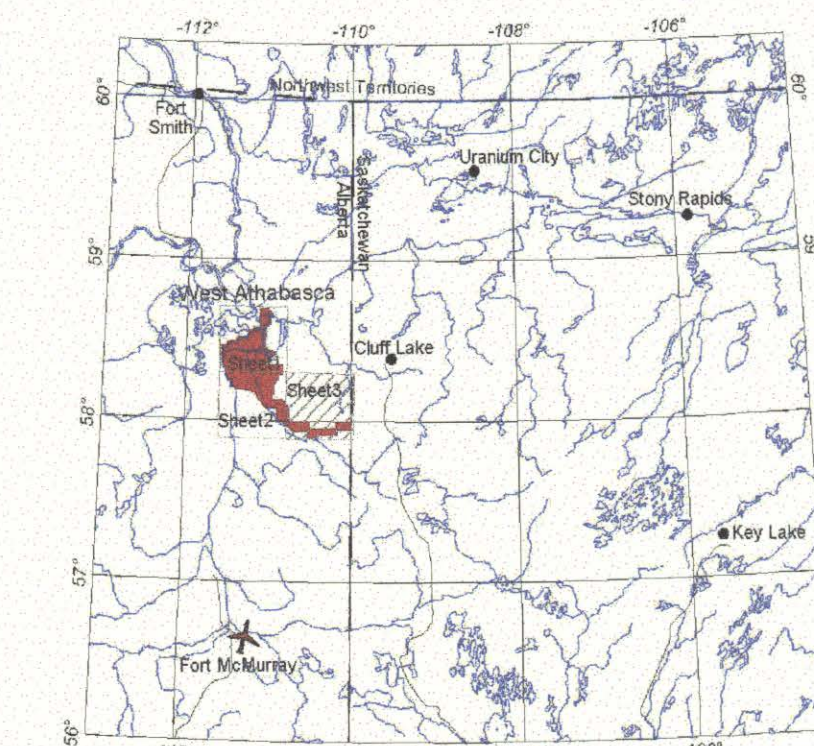 -112° -110° -108° -106°
60° Northwest Territories 60°
Fort
Smith
Uranium City
Saskatchewan
Alberta
Stony Rapids
59° 59
West Athabasca
Cluff Lake
Sheet1
Sheet3
58°
Sheet2
Key Lake
57°
Fort McMurray
56°